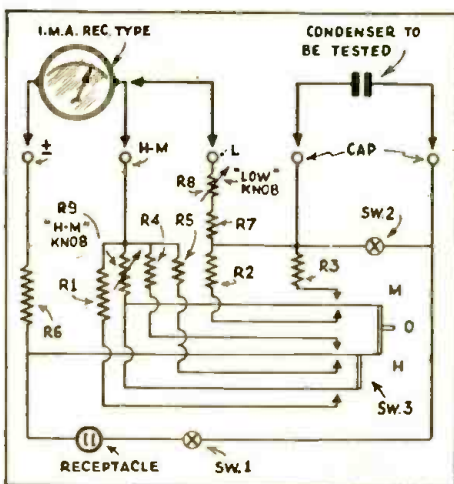 I.M.A. REC. TYPE
CONDENSER TO
BE TESTED
±
H-M
L
CAP
R8
"LOW"
KNOB
R9
"H-M"
KNOB
R4
R5
R7
SW.2
R1
R2
R3
R6
M
O
H
SW.3
RECEPTACLE
SW.1